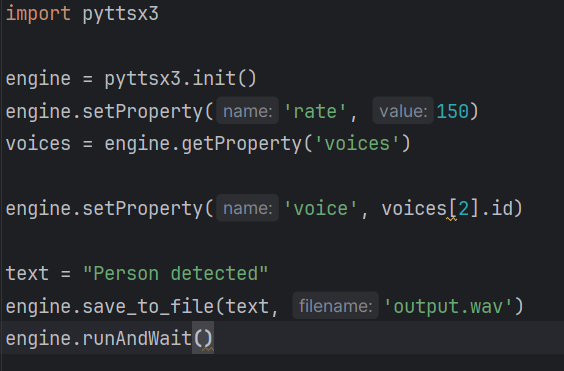 import pyttsx3
engine = pyttsx3.init()
engine.setProperty( name: 'rate', value: 150)
voices = engine.getProperty('voices')
engine.setProperty( name: 'voice', voices[2].id)
text = "Person detected"
engine.save_to_file(text, filename: 'output.wav')
engine.runAndWait()